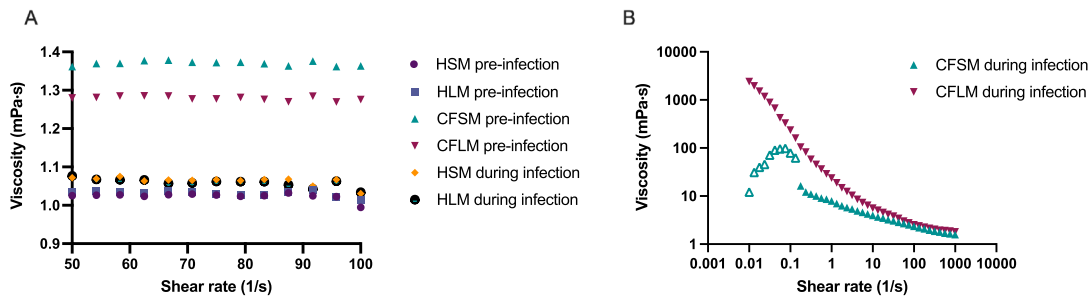 A
Viscosity (mPa·s)
1.4
1.3
1.2
1.1
1.0
0.9
50
60
70
80
90
100
Shear rate (1/s)
HSM pre-infection
HLM pre-infection
CFSM pre-infection
CFLM pre-infection
HSM during infection
HLM during infection
B
Viscosity (mPa·s)
10000
1000
100
10
1
0.001
0.01
0.1
1
10
100
1000
10000
Shear rate (1/s)
CFSM during infection
CFLM during infection